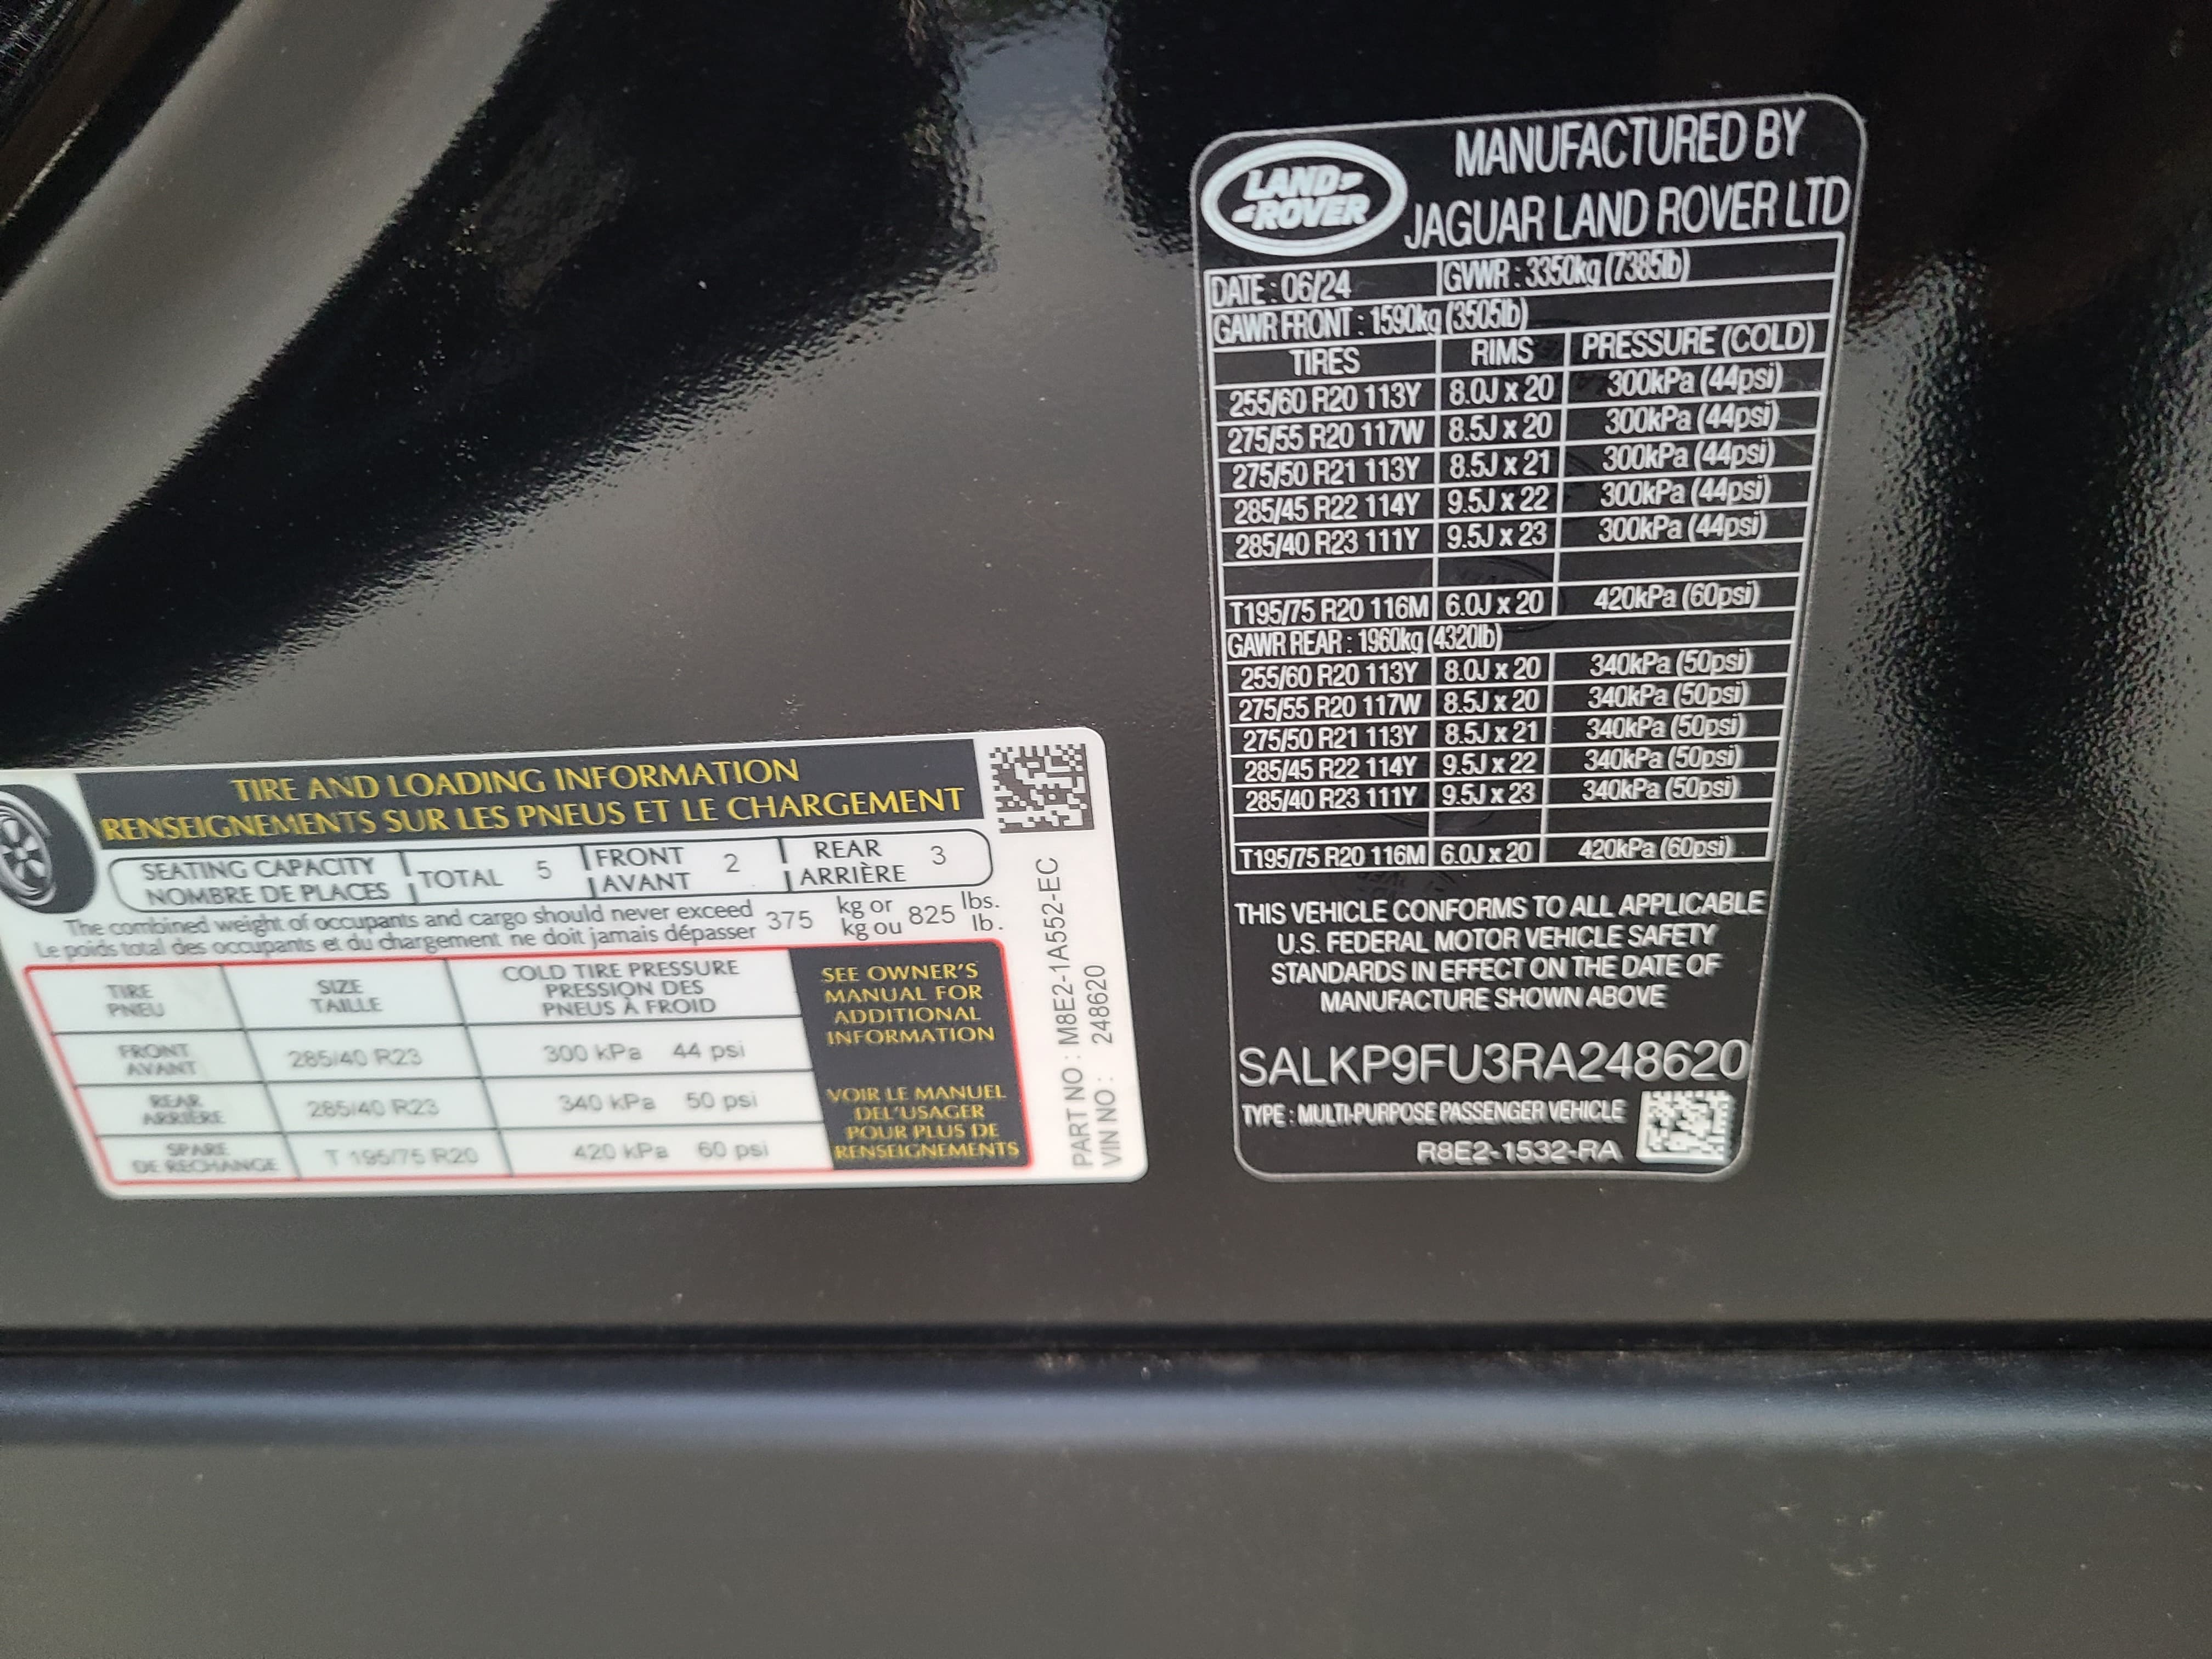 TIRE AND LOADING INFORMATION
RENSEIGNEMENTS SUR LES PNEUS ET LE CHARGEMENT
SEATING CAPACITY
NOMBRE DE PLACES
TOTAL 5
FRONT
AVANT
2
REAR
ARRIÈRE
3
The combined weight of occupants and cargo should never exceed 375 kg or 825 lbs.
Le poids total des occupants et du chargement ne doit jamais dépasser kg ou lb.
TIRE
PNEU
SIZE
TAILLE
COLD TIRE PRESSURE
PRESSION DES
PNEUS À FROID
FRONT
AVANT
285/40 R23
300 kPa 44 psi
REAR
ARRIÈRE
285/40 R23
340 kPa 50 psi
SPARE
DE RECHANGE
T 195/75 R20
420 kPa 60 psi
SEE OWNER'S
MANUAL FOR
ADDITIONAL
INFORMATION
VOIR LE MANUEL
DEL'USAGER
POUR PLUS DE
RENSEIGNEMENTS
PART NO : M8E2-1A552-EC
VIN NO : 248620
LAND ROVER
MANUFACTURED BY
JAGUAR LAND ROVER LTD
DATE : 06/24 GVWR : 3350kg (7385lb)
GAWR FRONT : 1590kg (3505lb)
TIRES RIMS PRESSURE (COLD)
255/60 R20 113Y 8.0J x 20 300kPa (44psi)
275/55 R20 117W 8.5J x 20 300kPa (44psi)
275/50 R21 113Y 8.5J x 21 300kPa (44psi)
285/45 R22 114Y 9.5J x 22 300kPa (44psi)
285/40 R23 111Y 9.5J x 23 300kPa (44psi)
T195/75 R20 116M 6.0J x 20 420kPa (60psi)
GAWR REAR : 1960kg (4320lb)
255/60 R20 113Y 8.0J x 20 340kPa (50psi)
275/55 R20 117W 8.5J x 20 340kPa (50psi)
275/50 R21 113Y 8.5J x 21 340kPa (50psi)
285/45 R22 114Y 9.5J x 22 340kPa (50psi)
285/40 R23 111Y 9.5J x 23 340kPa (50psi)
T195/75 R20 116M 6.0J x 20 420kPa (60psi)
THIS VEHICLE CONFORMS TO ALL APPLICABLE
U.S. FEDERAL MOTOR VEHICLE SAFETY
STANDARDS IN EFFECT ON THE DATE OF
MANUFACTURE SHOWN ABOVE
SALKP9FU3RA248620
TYPE : MULTI-PURPOSE PASSENGER VEHICLE
R8E2-1532-RA